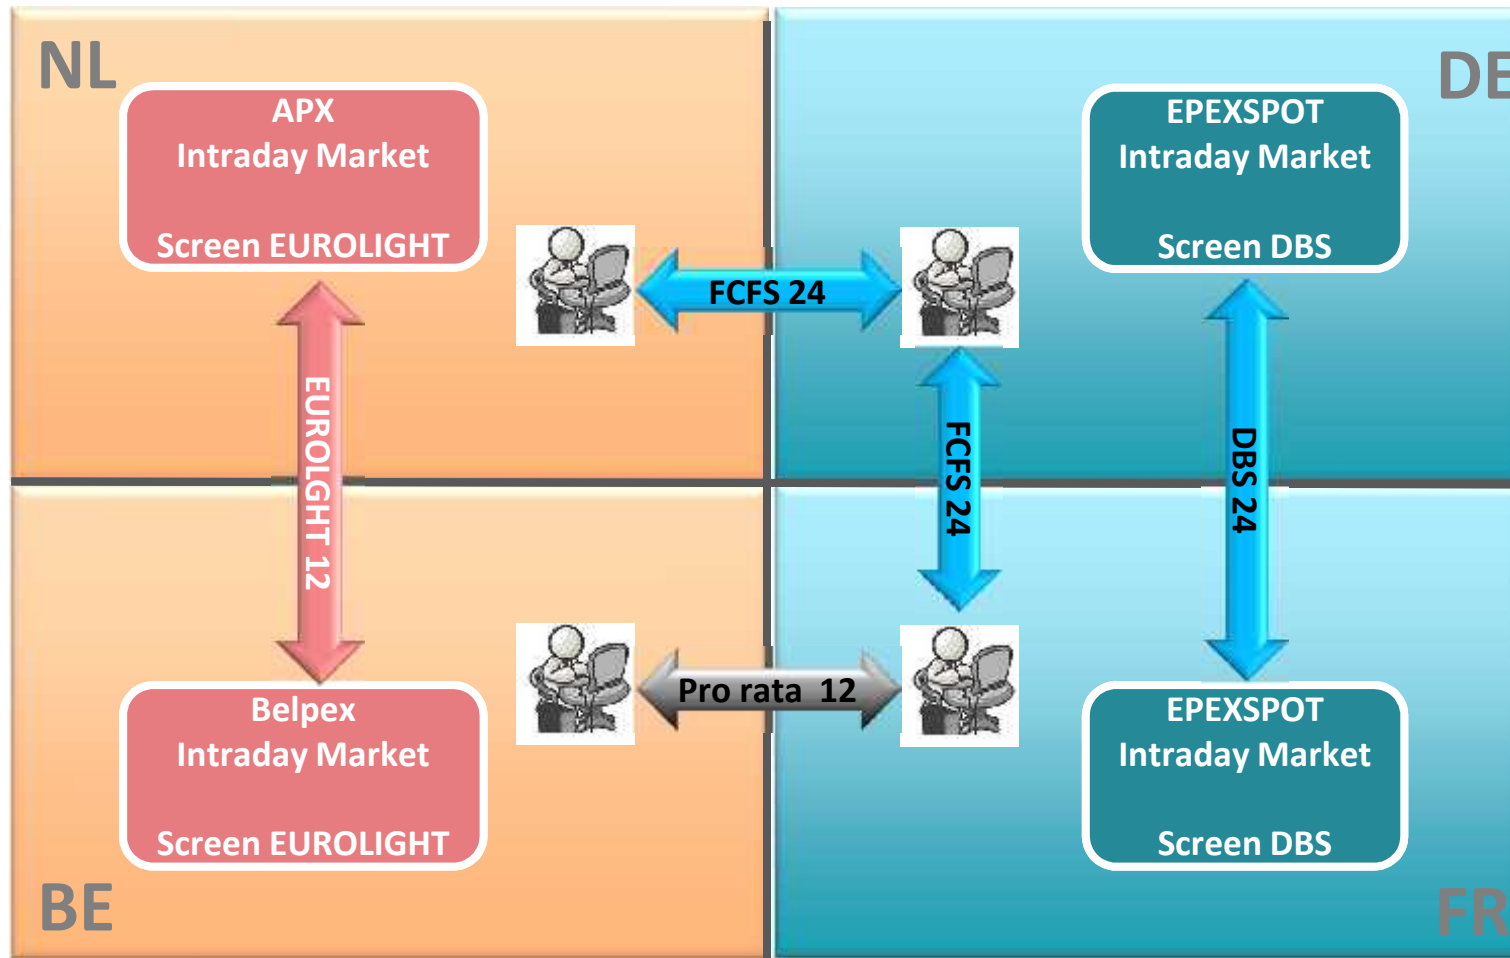 NL
APX
Intraday Market
Screen EUROLIGHT
DE
EPEXSPOT
Intraday Market
Screen DBS
FCFS 24
EUROLGHT 12
FCFS 24
DBS 24
Pro rata 12
Belpex
Intraday Market
Screen EUROLIGHT
BE
EPEXSPOT
Intraday Market
Screen DBS
FR